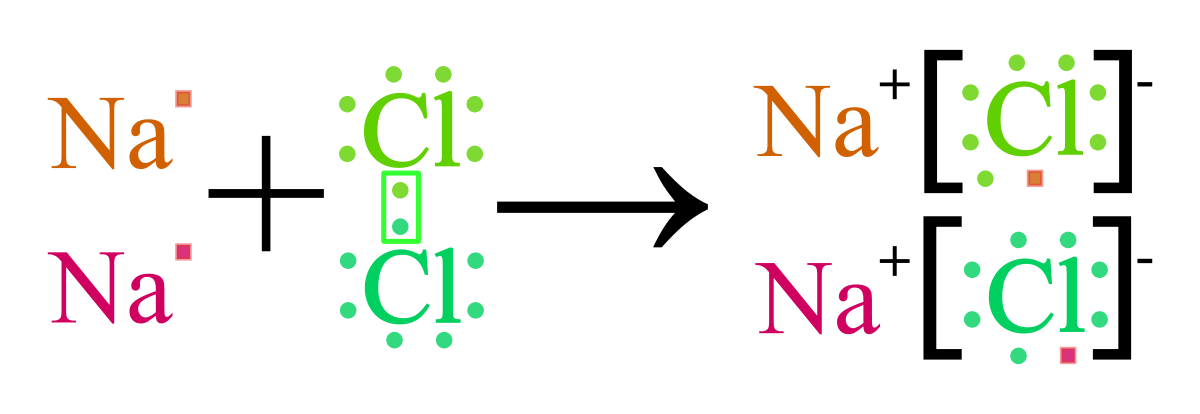 Na + Cl → Na+ [Cl]-
Na Cl Na+ [Cl]-